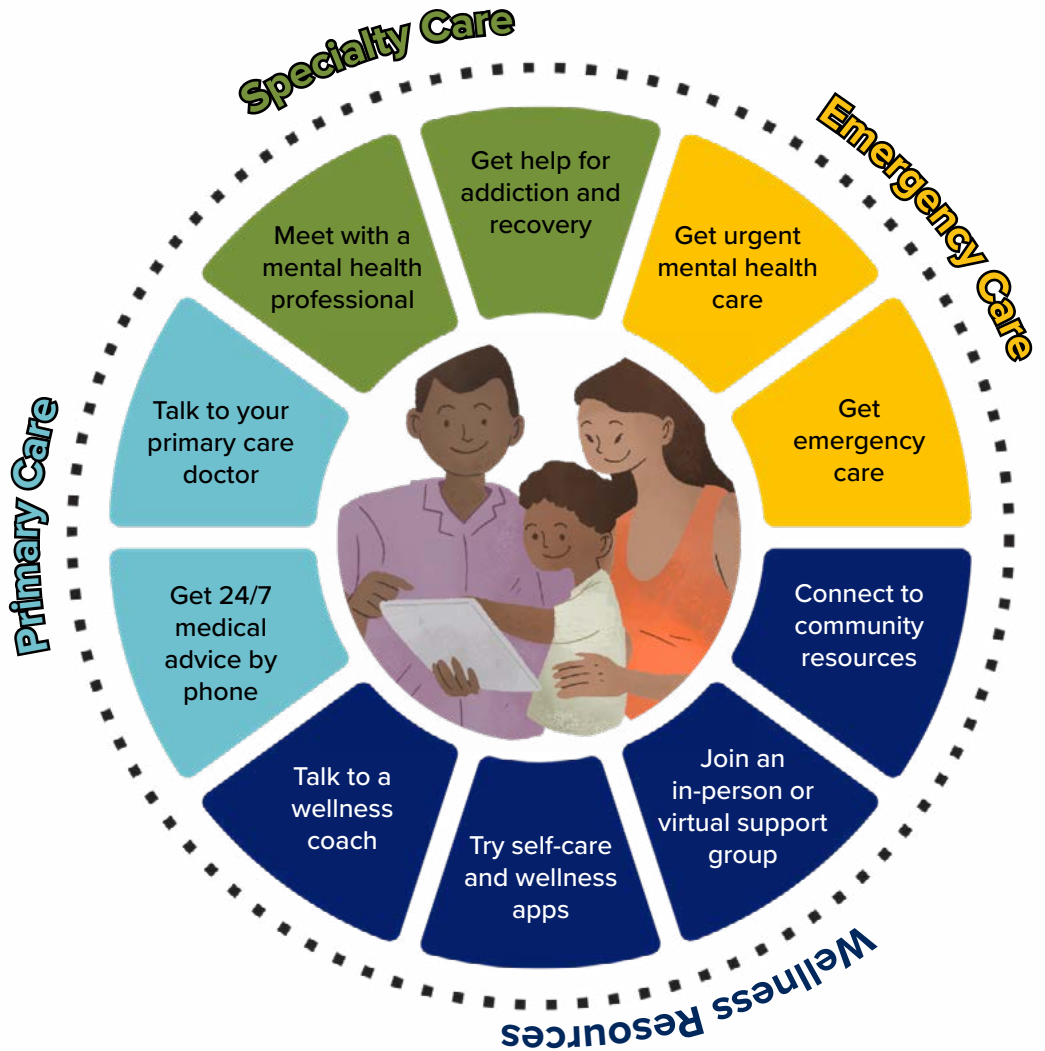 Specialty Care
Emergency Care
Primary Care
Wellness Resources
Get help for
addiction and
recovery
Get urgent
mental health
care
Get
emergency
care
Connect to
community
resources
Join an
in-person or
virtual support
group
Try self-care
and wellness
apps
Talk to a
wellness
coach
Get 24/7
medical
advice by
phone
Talk to your
primary care
doctor
Meet with a
mental health
professional